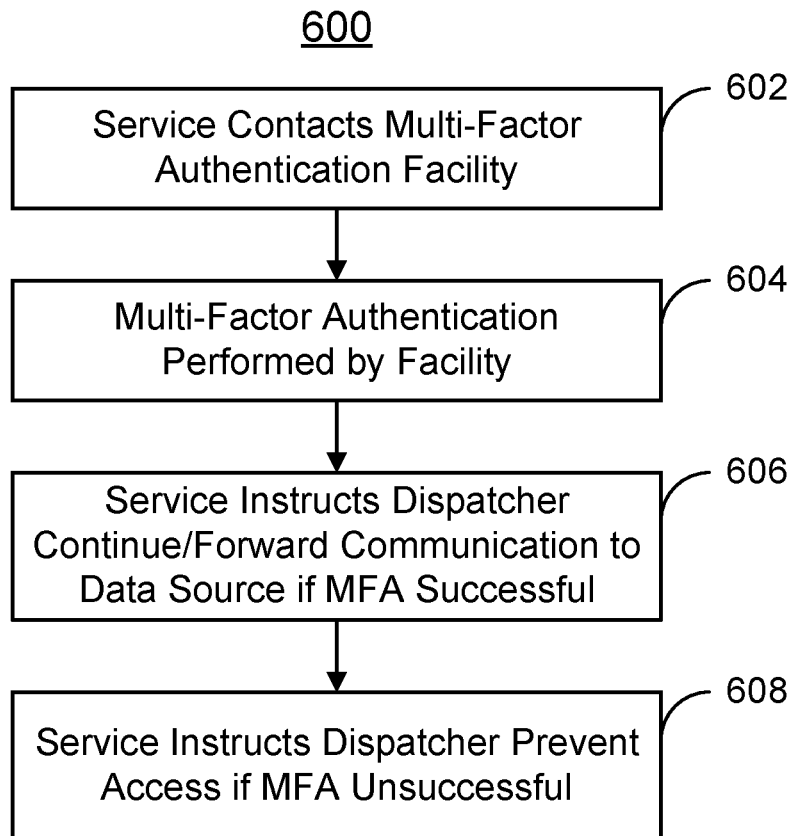 600
602
Service Contacts Multi-Factor
Authentication Facility
604
Multi-Factor Authentication
Performed by Facility
606
Service Instructs Dispatcher
Continue/Forward Communication to
Data Source if MFA Successful
608
Service Instructs Dispatcher Prevent
Access if MFA Unsuccessful